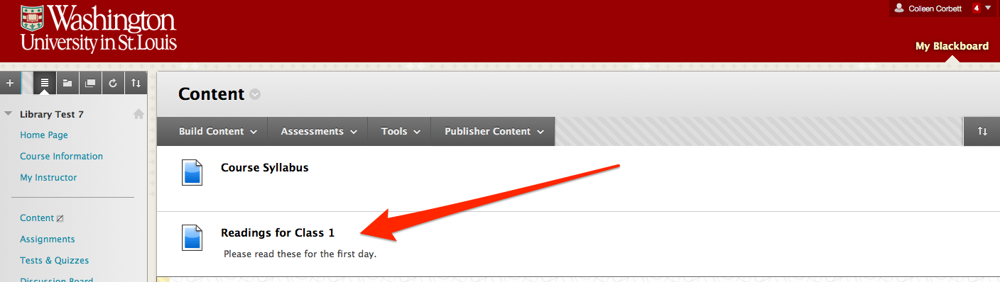 Washington
University in St. Louis
Colleen Corbett 4
My Blackboard
Content
Library Test 7
Home Page
Course Information
My Instructor
Content
Assignments
Tests & Quizzes
Discussion Board
Build Content
Assessments
Tools
Publisher Content
Course Syllabus
Readings for Class 1
Please read these for the first day.